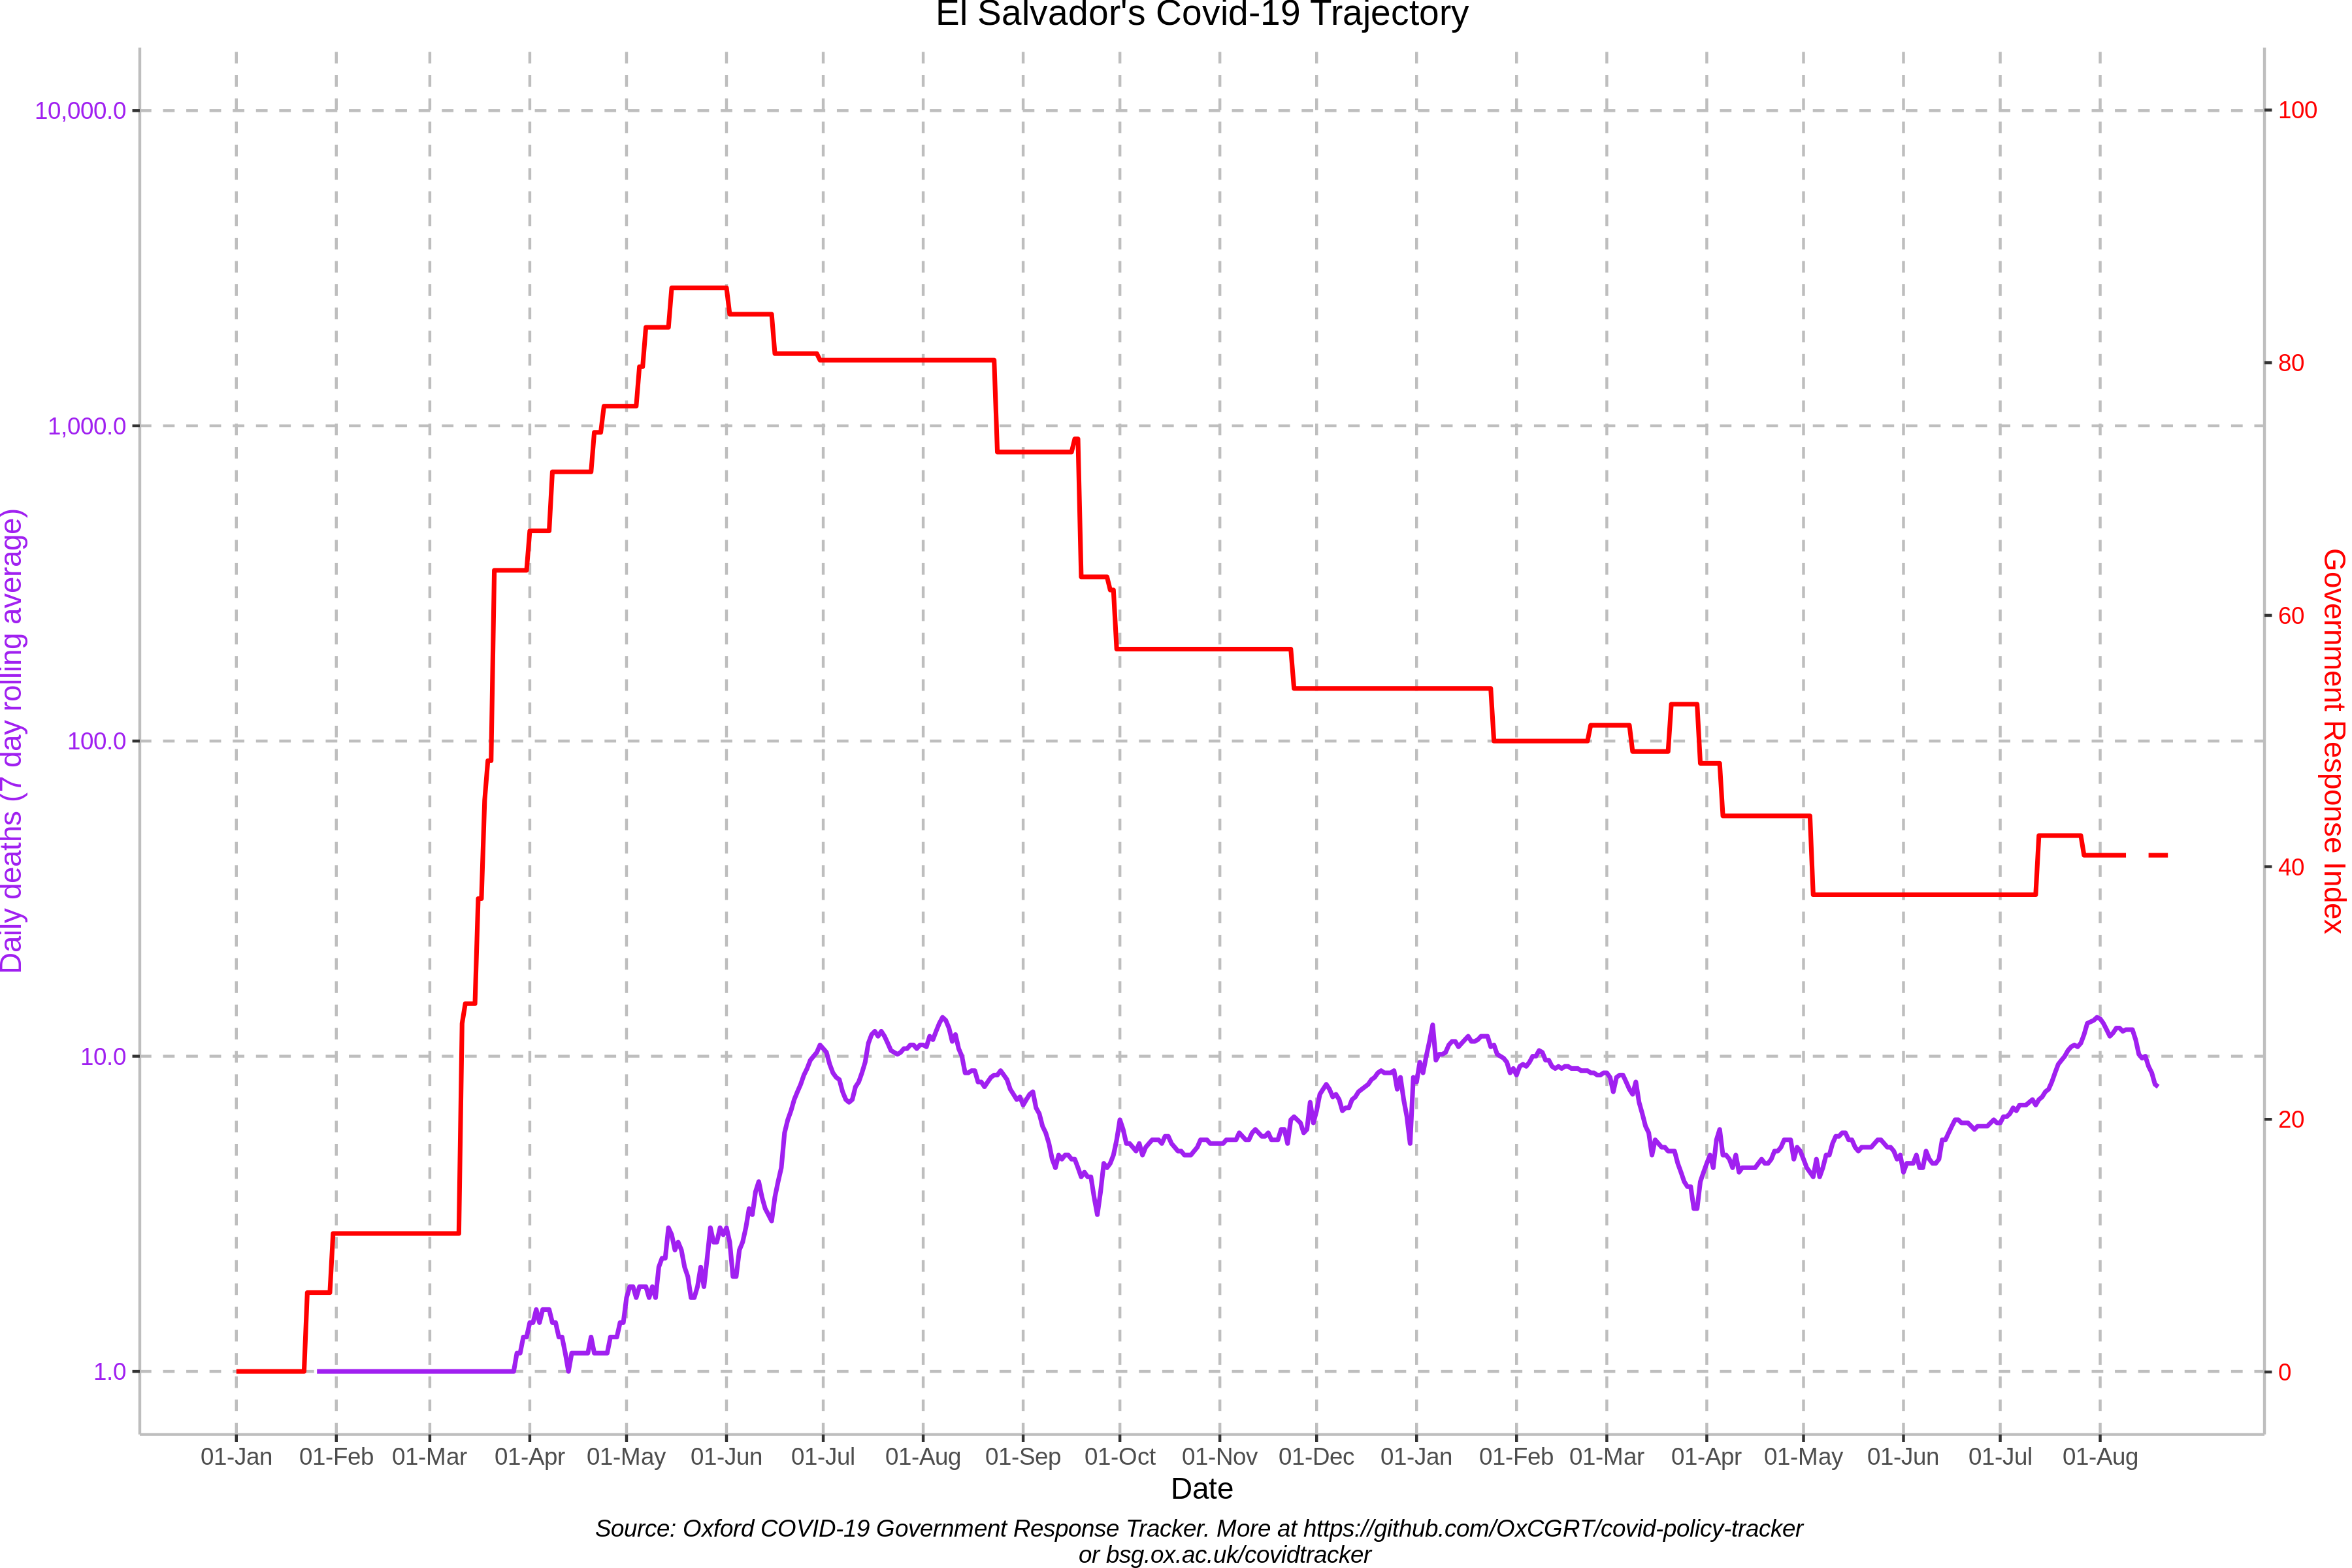 El Salvador's Covid-19 Trajectory
10,000.0
1,000.0
100.0
10.0
1.0
Daily deaths (7 day rolling average)
100
80
60
40
20
0
Government Response Index
01-Jan 01-Feb 01-Mar 01-Apr 01-May 01-Jun 01-Jul 01-Aug 01-Sep 01-Oct 01-Nov 01-Dec 01-Jan 01-Feb 01-Mar 01-Apr 01-May 01-Jun 01-Jul 01-Aug
Date
Source: Oxford COVID-19 Government Response Tracker. More at https://github.com/OxCGRT/covid-policy-tracker
or bsg.ox.ac.uk/covidtracker